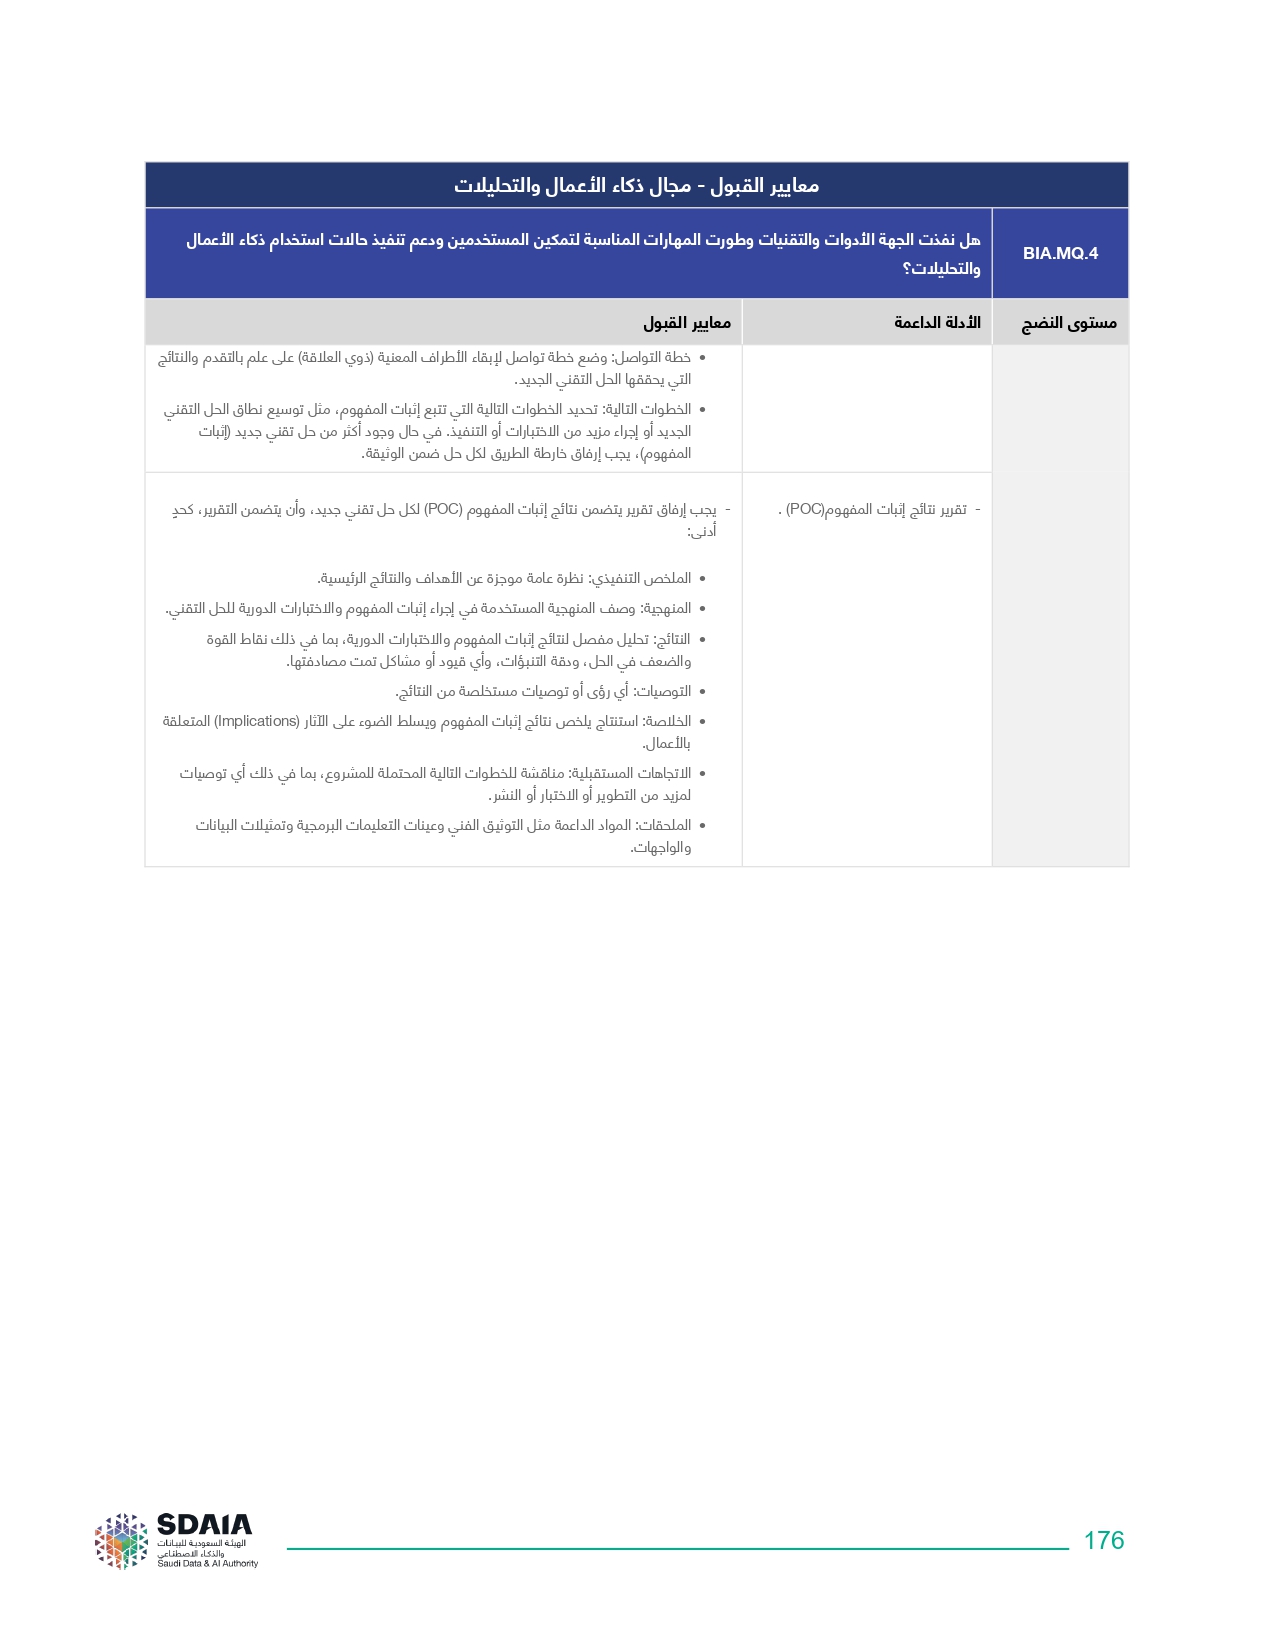 معايير القبول - مجال ذكاء الأعمال والتحليلات
BIA.MQ.4
هل نفذت الجهة الأدوات والتقنيات وطورت المهارات المناسبة لتمكين المستخدمين ودعم تنفيذ حالات استخدام ذكاء الأعمال
والتحليلات؟
مستوى النضج
الأدلة الداعمة
معايير القبول
• خطة التواصل: وضع خطة تواصل لإبقاء الأطراف المعنية (ذوي العلاقة) على علم بالتقدم والنتائج
التي يحققها الحل التقني الجديد.
• الخطوات التالية: تحديد الخطوات التالية التي تتبع إثبات المفهوم، مثل توسيع نطاق الحل التقني
الجديد أو إجراء مزيد من الاختبارات أو التنفيذ. في حال وجود أكثر من حل تقني جديد (إثبات
المفهوم)، يجب إرفاق خارطة الطريق لكل حل ضمن الوثيقة.
- تقرير نتائج إثبات المفهوم(POC) .
- يجب إرفاق تقرير يتضمن نتائج إثبات المفهوم (POC) لكل حل تقني جديد، وأن يتضمن التقرير، كحدٍ
أدنى:
• الملخص التنفيذي: نظرة عامة موجزة عن الأهداف والنتائج الرئيسية.
• المنهجية: وصف المنهجية المستخدمة في إجراء إثبات المفهوم والاختبارات الدورية للحل التقني.
• النتائج: تحليل مفصل لنتائج إثبات المفهوم والاختبارات الدورية، بما في ذلك نقاط القوة
والضعف في الحل، ودقة التنبؤات، وأي قيود أو مشاكل تمت مصادفتها.
• التوصيات: أي رؤى أو توصيات مستخلصة من النتائج.
• الخلاصة: استنتاج يلخص نتائج إثبات المفهوم ويسلط الضوء على الآثار (Implications) المتعلقة
بالأعمال.
• الاتجاهات المستقبلية: مناقشة للخطوات التالية المحتملة للمشروع، بما في ذلك أي توصيات
لمزيد من التطوير أو الاختبار أو النشر.
• الملحقات: المواد الداعمة مثل التوثيق الفني وعينات التعليمات البرمجية وتمثيلات البيانات
والواجهات.
SDAIA
الهيئة السعودية للبيانات
والذكاء الاصطناعي
Saudi Data & AI Authority
176